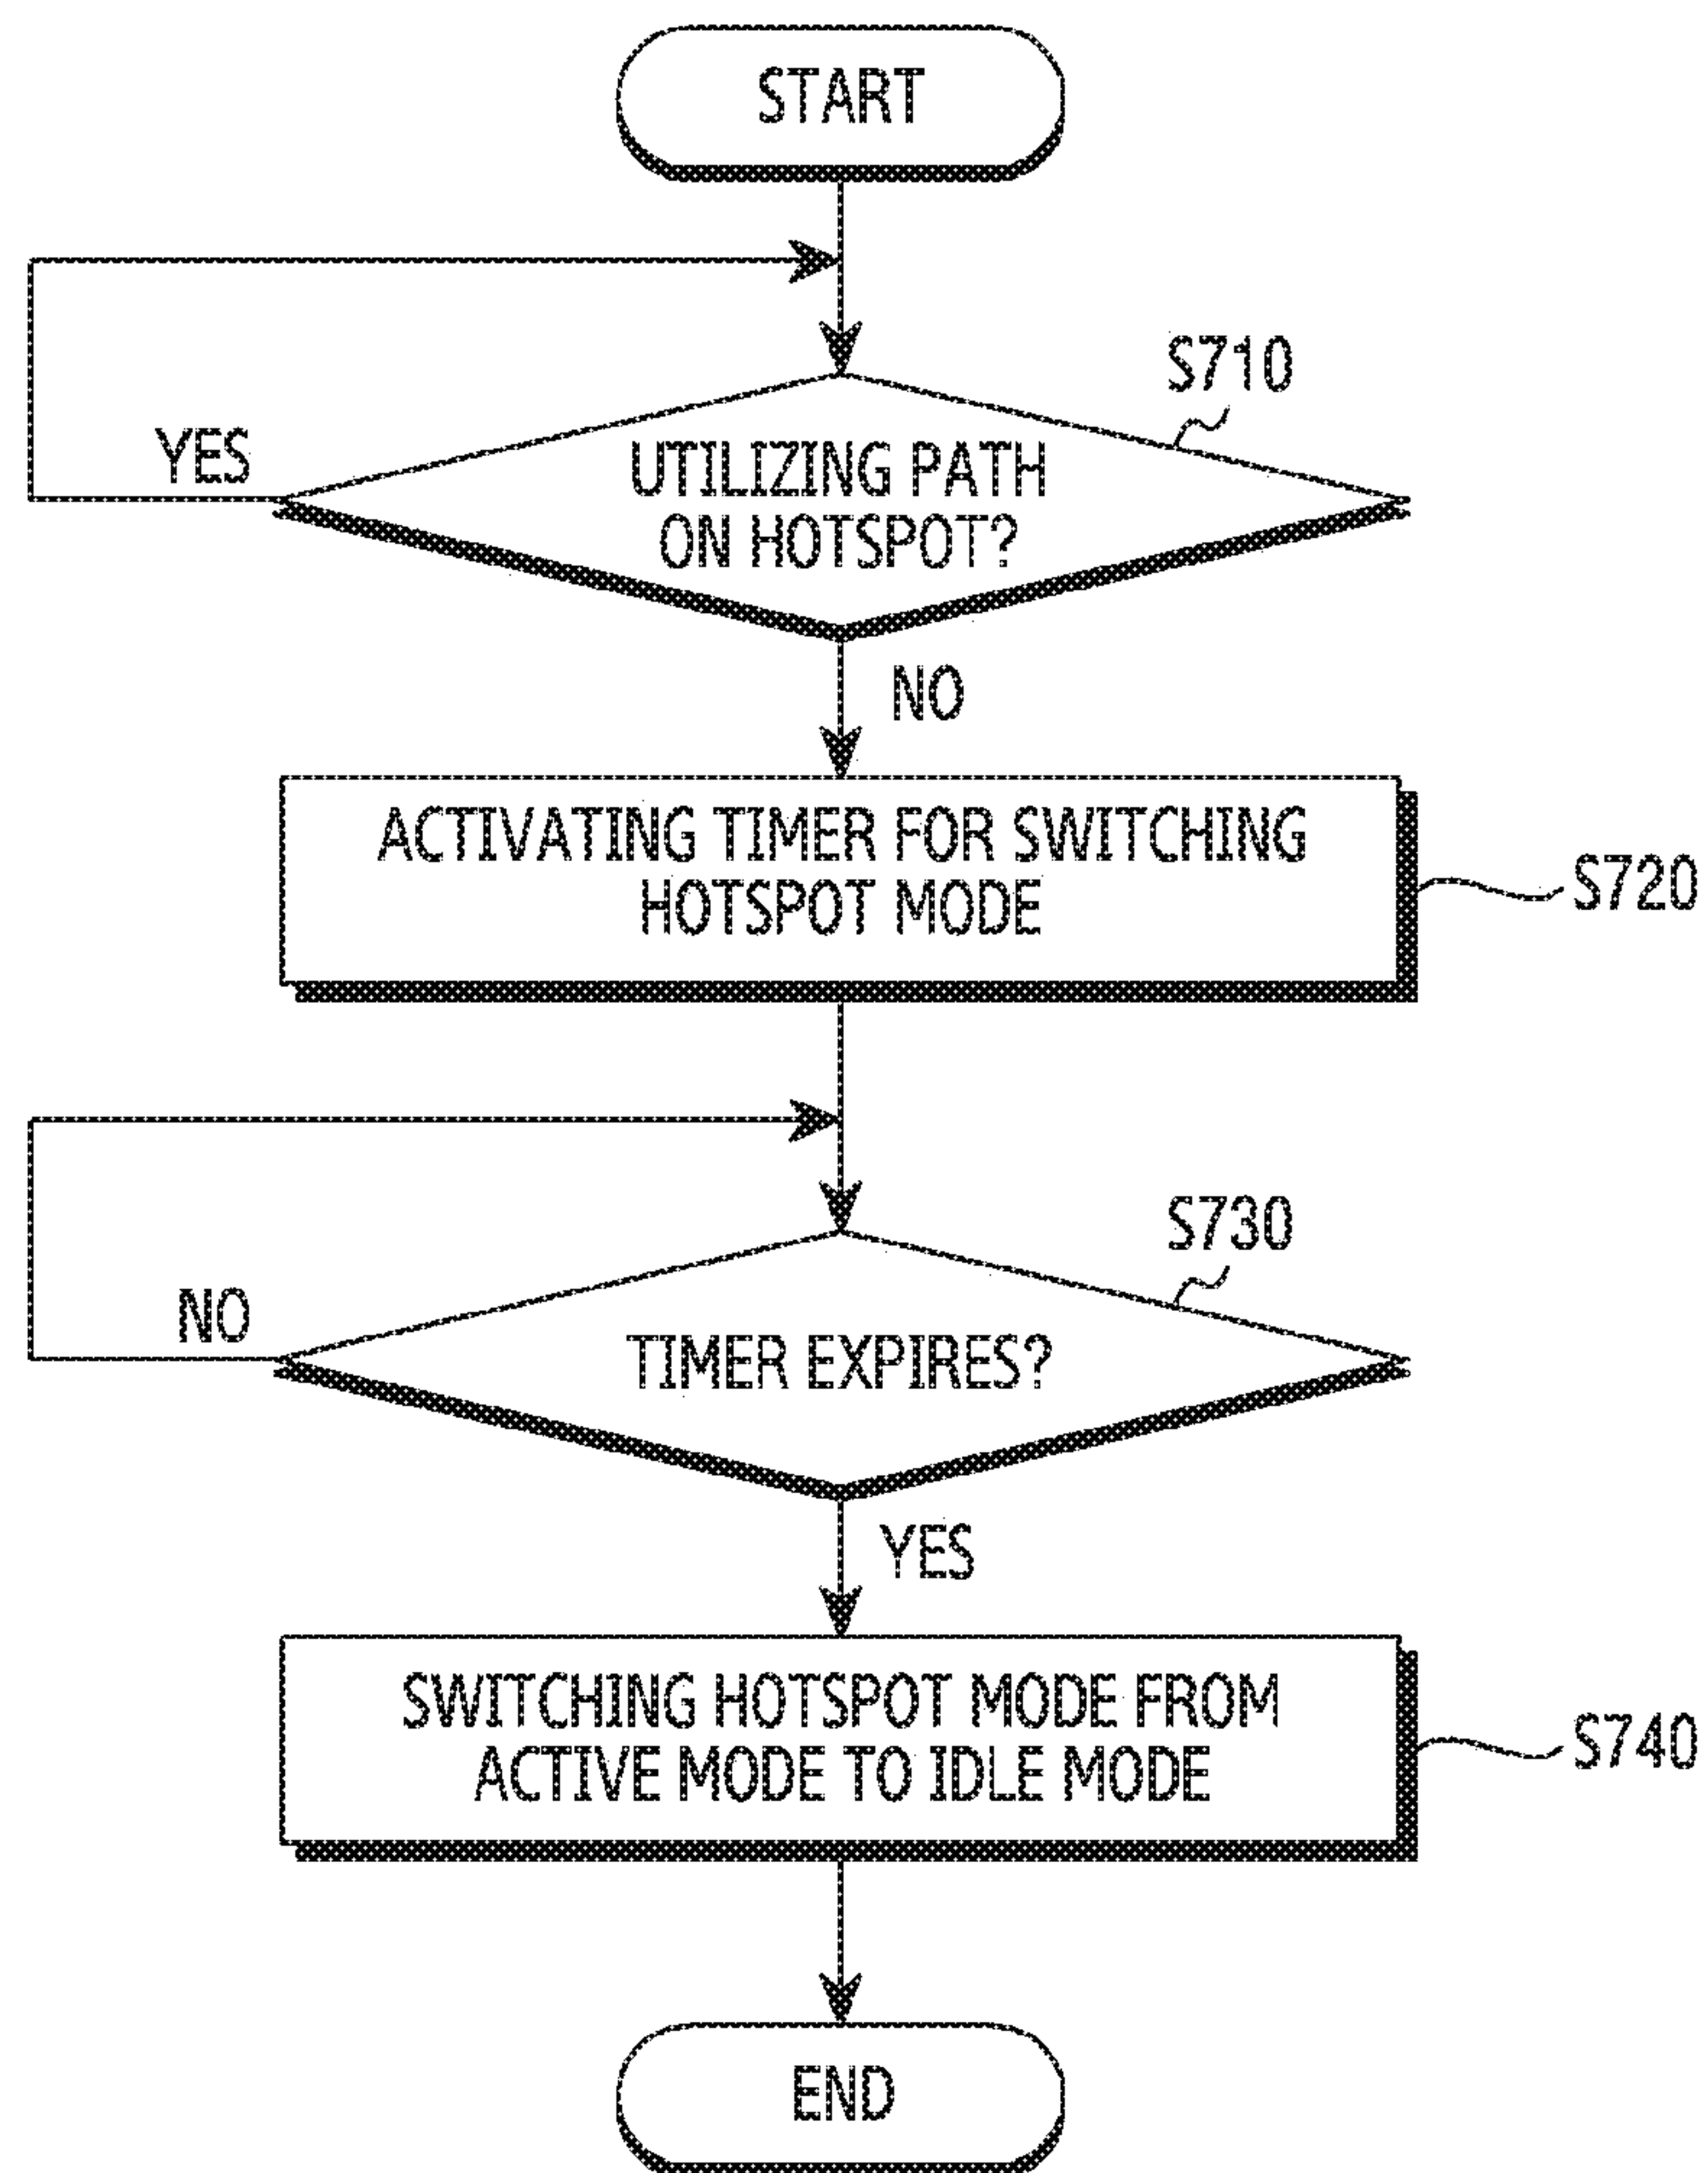 START
S710
YES
UTILIZING PATH
ON HOTSPOT?
NO
ACTIVATING TIMER FOR SWITCHING
HOTSPOT MODE
S720
S730
NO
TIMER EXPIRES?
YES
SWITCHING HOTSPOT MODE FROM
ACTIVE MODE TO IDLE MODE
S740
END